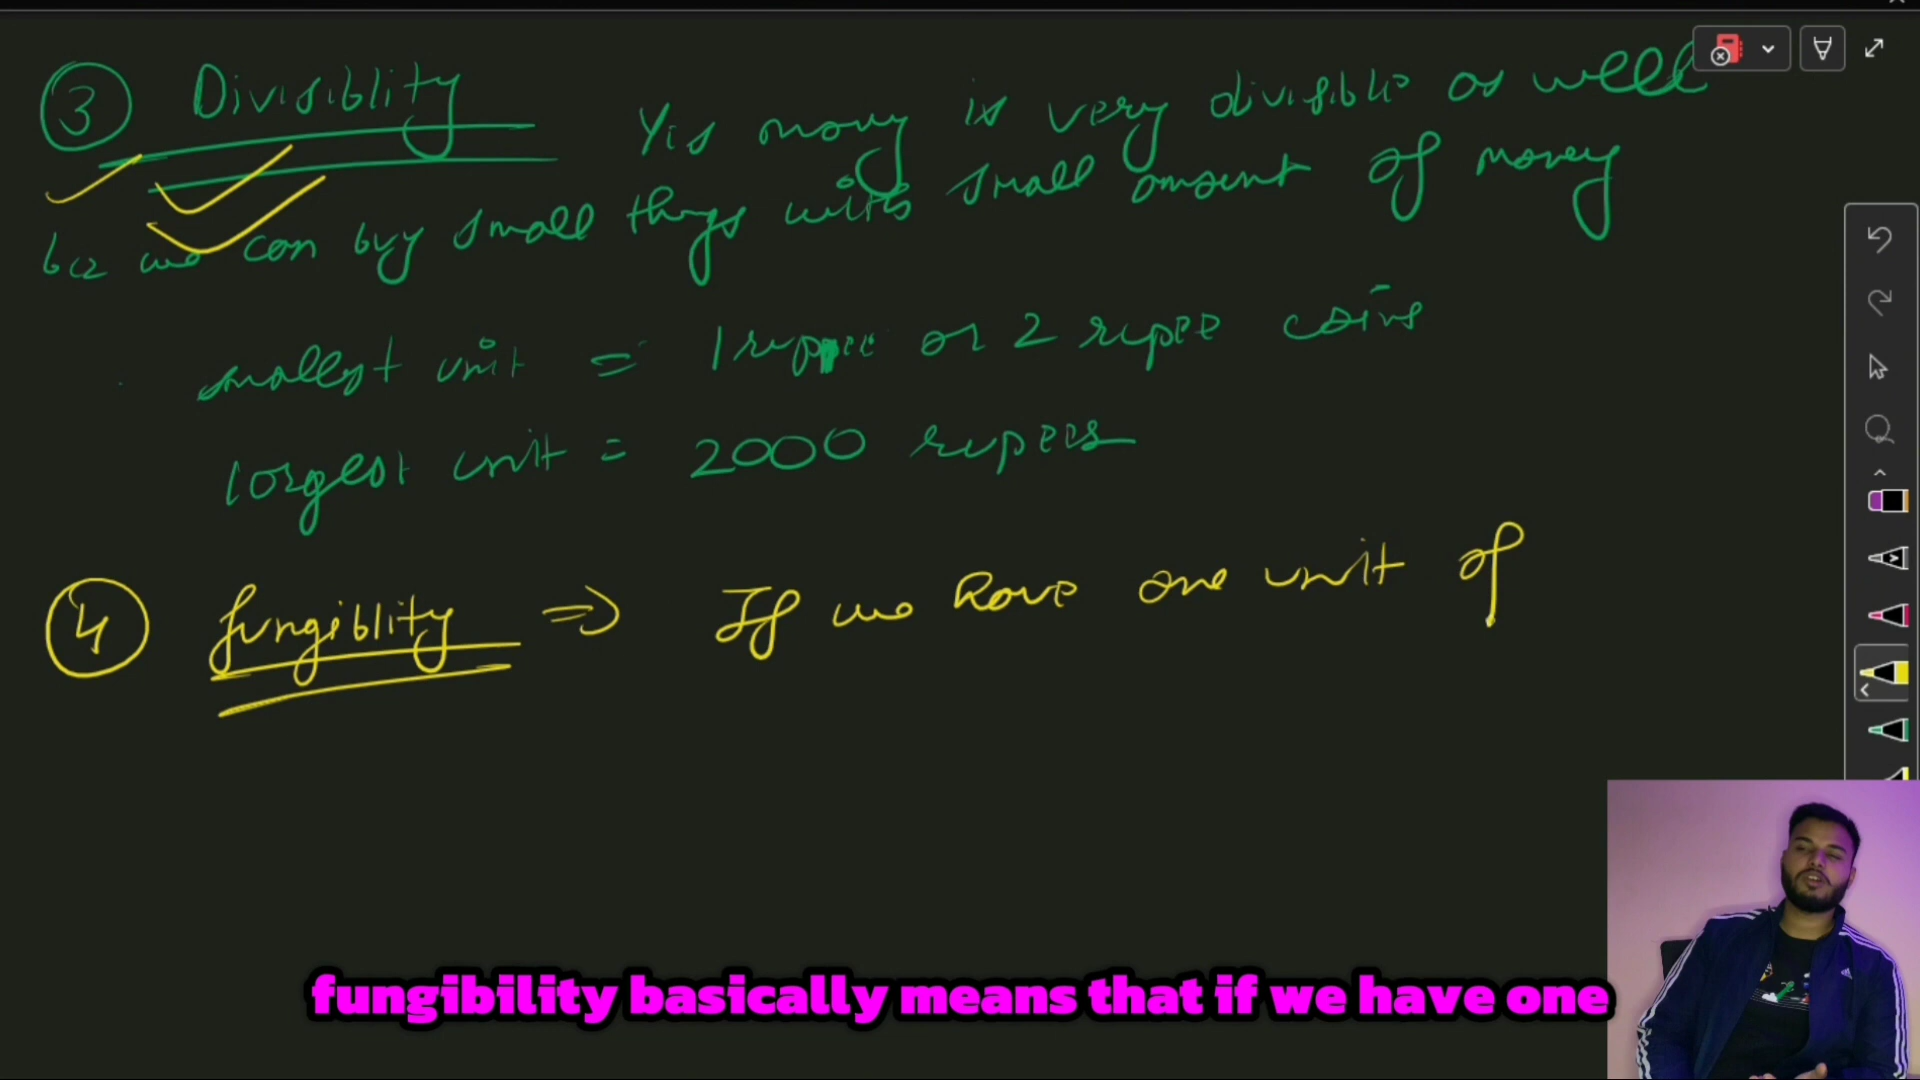 3 Divisiblity Yes money is very divisible as well
bcz we can buy small things with small amount of money
smallest unit = 1 rupee or 2 rupee coins
largest unit = 2000 rupees
4 fungiblity => If we have one unit of
fungibility basically means that if we have one